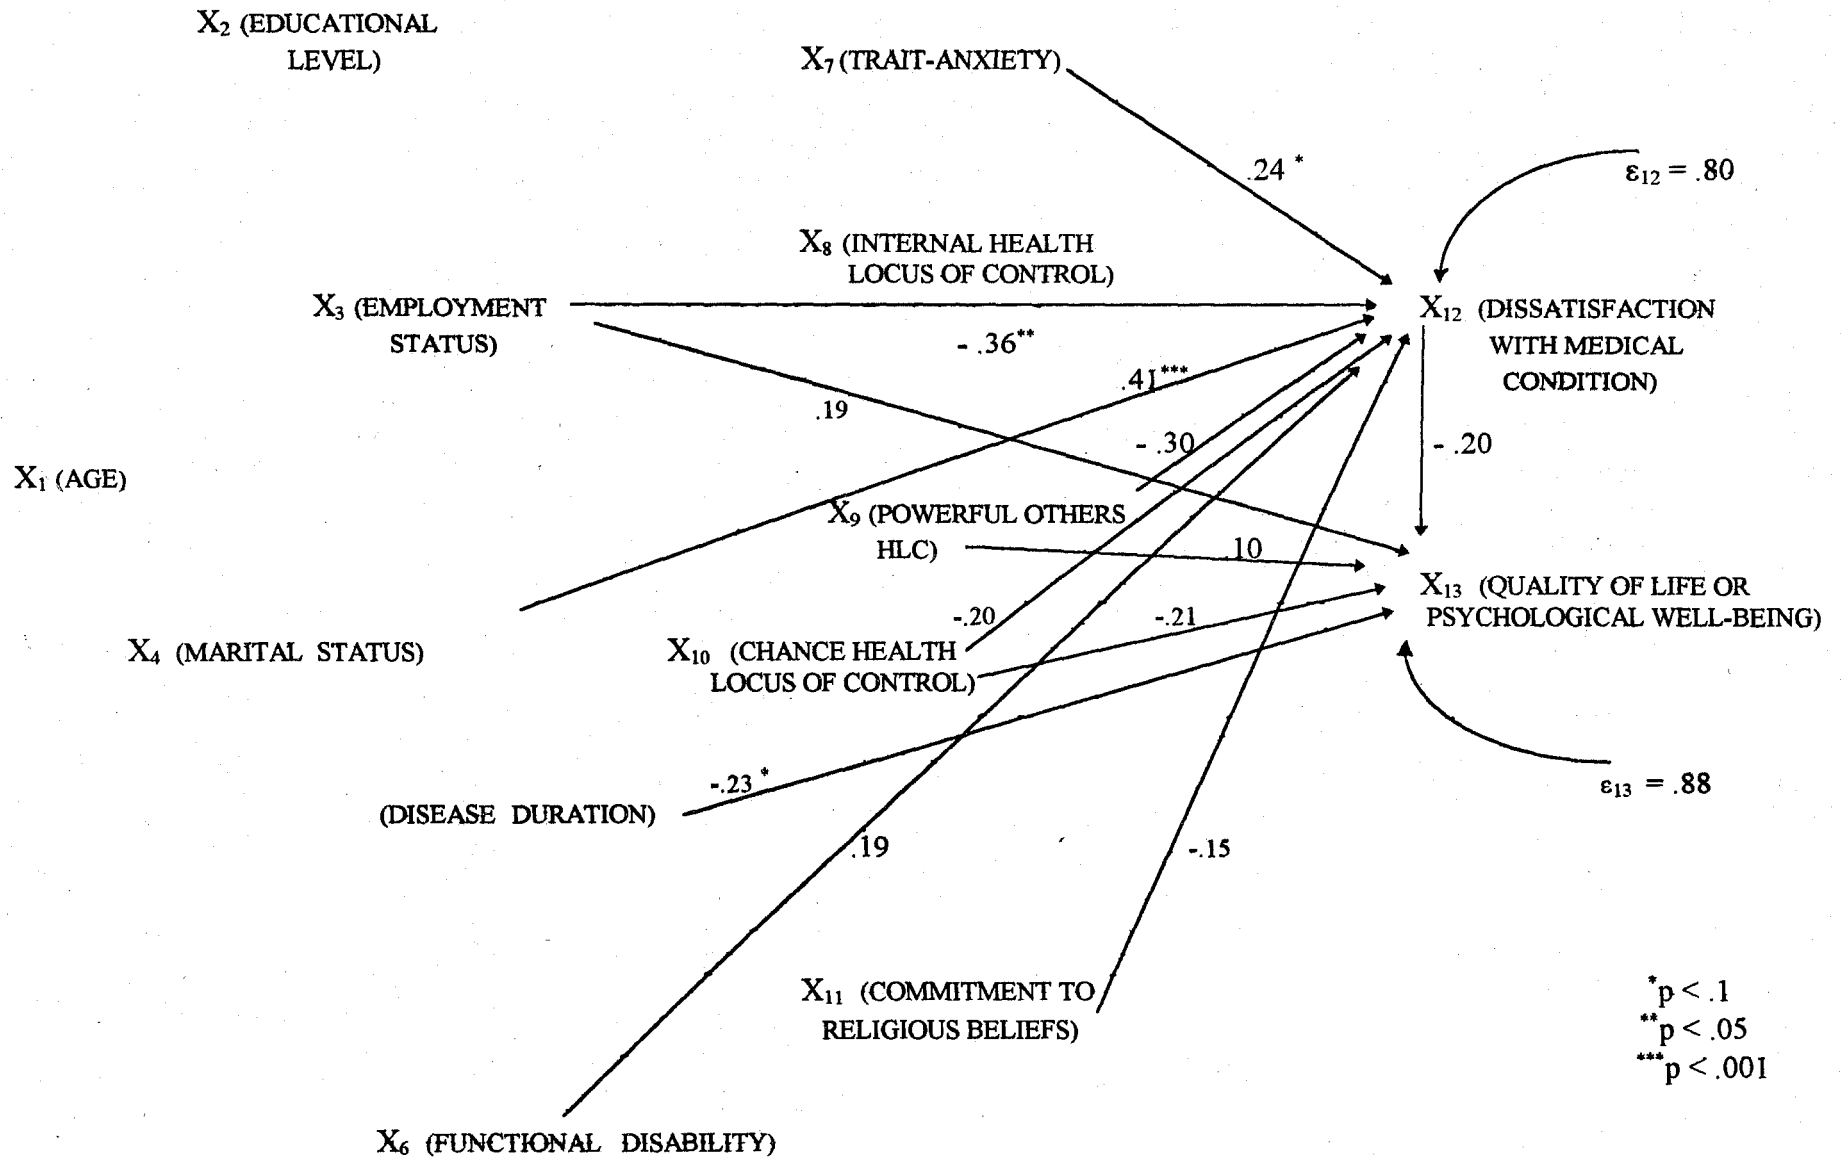 X₂ (EDUCATIONAL
LEVEL)
X₇ (TRAIT-ANXIETY)
.24 *
ε₁₂ = .80
X₈ (INTERNAL HEALTH
LOCUS OF CONTROL)
X₃ (EMPLOYMENT
STATUS)
X₁₂ (DISSATISFACTION
WITH MEDICAL
CONDITION)
- .36**
.41***
.19
- .30
- .20
X₁ (AGE)
X₉ (POWERFUL OTHERS
HLC)
.10
X₁₃ (QUALITY OF LIFE OR
PSYCHOLOGICAL WELL-BEING)
-.20
-.21
X₄ (MARITAL STATUS)
X₁₀ (CHANCE HEALTH
LOCUS OF CONTROL)
-.23 *
ε₁₃ = .88
(DISEASE DURATION)
.19
-.15
X₁₁ (COMMITMENT TO
RELIGIOUS BELIEFS)
*p < .1
**p < .05
***p < .001
X₆ (FUNCTIONAL DISABILITY)